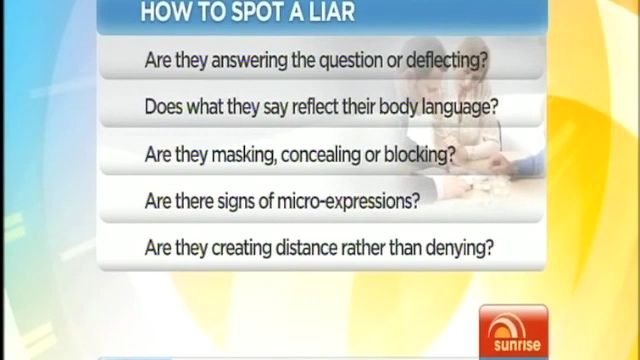 HOW TO SPOT A LIAR
Are they answering the question or deflecting?
Does what they say reflect their body language?
Are they masking, concealing or blocking?
Are there signs of micro-expressions?
Are they creating distance rather than denying?
sunrise